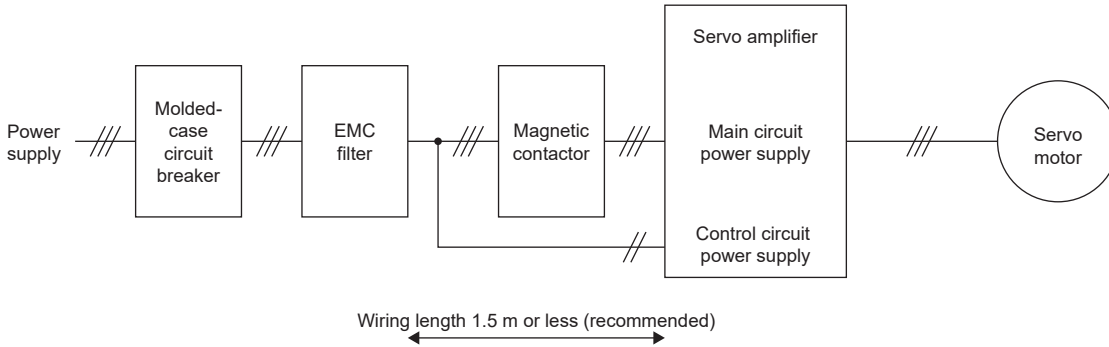 Power
supply
Molded-
case
circuit
breaker
EMC
filter
Magnetic
contactor
Servo amplifier
Main circuit
power supply
Control circuit
power supply
Servo
motor
Wiring length 1.5 m or less (recommended)